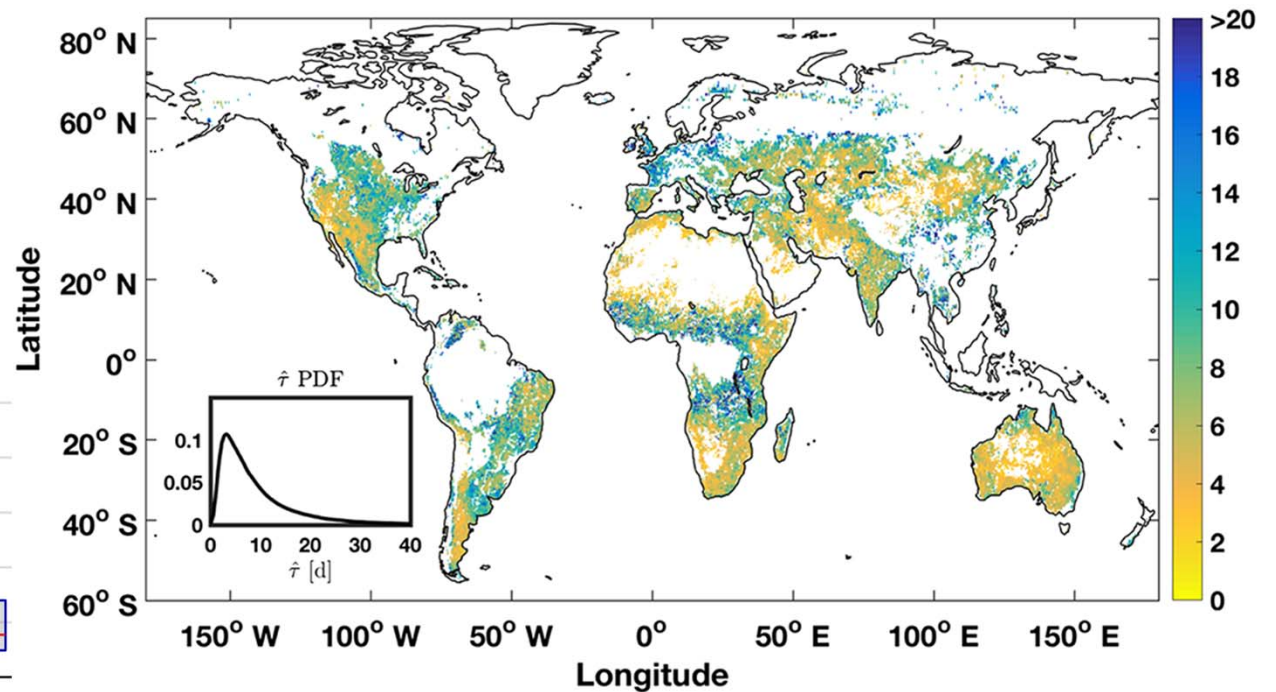 80° N
60° N
40° N
20° N
0°
20° S
40° S
60° S
Latitude
150° W
100° W
50° W
0°
50° E
100° E
150° E
Longitude
τ̂ PDF
0.1
0.05
0
0
10
20
30
40
τ̂ [d]
>20
18
16
14
12
10
8
6
4
2
0